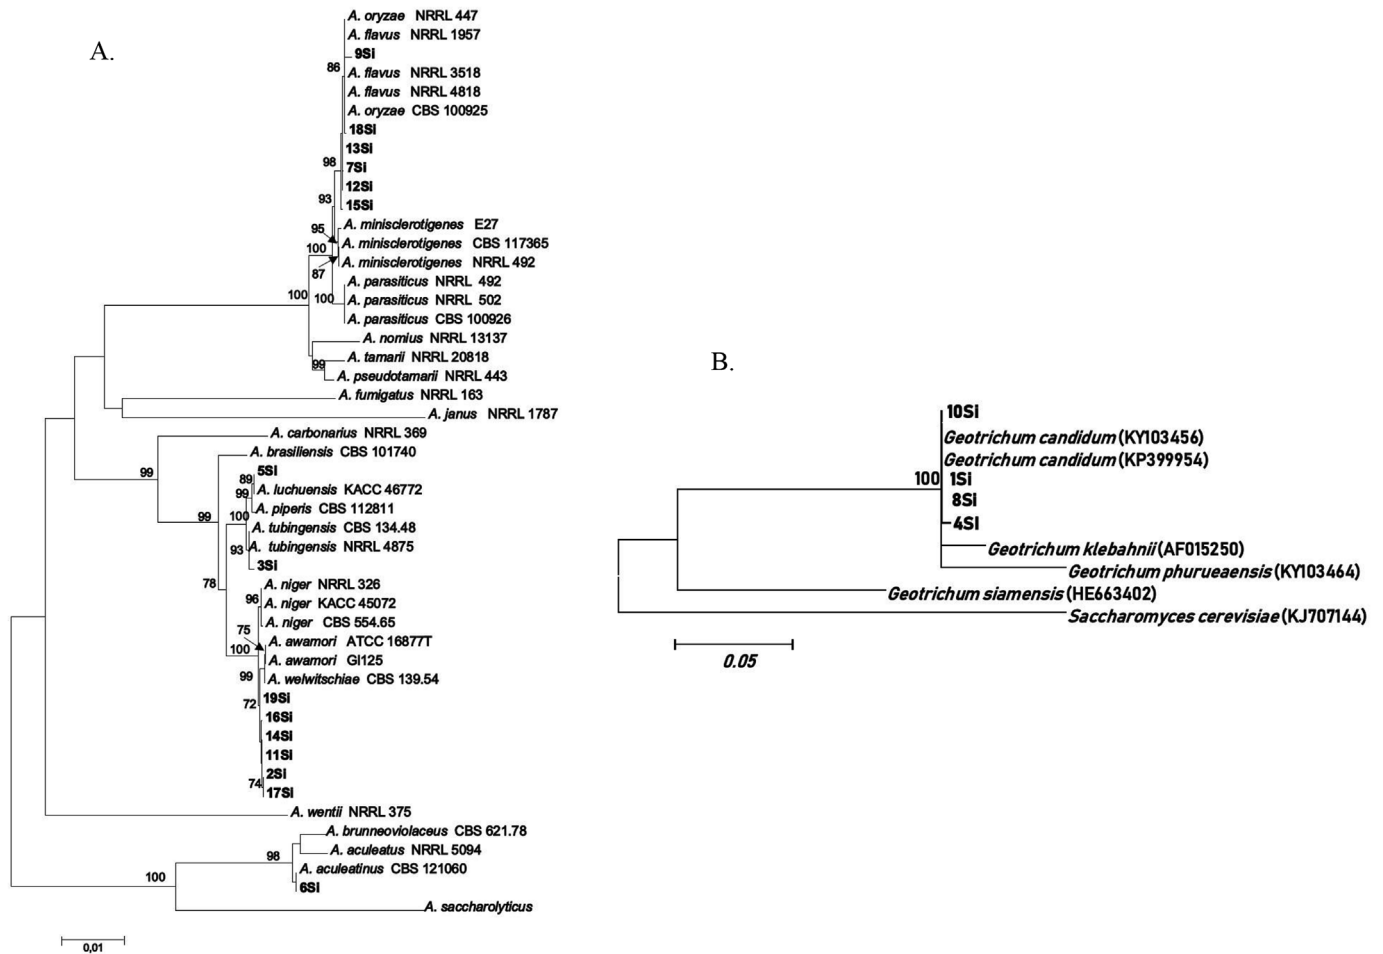 A.
A. oryzae NRRL 447
A. flavus NRRL 1957
9Si
86
A. flavus NRRL 3518
A. flavus NRRL 4818
A. oryzae CBS 100925
18Si
13Si
98
7Si
12Si
93
15Si
95
A. minisclerotigenes E27
100
A. minisclerotigenes CBS 117365
87
A. minisclerotigenes NRRL 492
A. parasiticus NRRL 492
100
100
A. parasiticus NRRL 502
A. parasiticus CBS 100926
A. nomius NRRL 13137
A. tamarii NRRL 20818
99
A. pseudotamarii NRRL 443
A. fumigatus NRRL 163
A. janus NRRL 1787
A. carbonarius NRRL 369
A. brasiliensis CBS 101740
99
5Si
89
A. luchuensis KACC 46772
99
A. piperis CBS 112811
99
100
A. tubingensis CBS 134.48
93
A. tubingensis NRRL 4875
3Si
78
A. niger NRRL 326
96
A. niger KACC 45072
A. niger CBS 554.65
75
A. awamori ATCC 16877T
100
A. awamori GI125
99
A. welwitschiae CBS 139.54
72
19Si
16Si
14Si
11Si
2Si
74
17Si
A. wentii NRRL 375
A. brunneoviolaceus CBS 621.78
98
A. aculeatus NRRL 5094
100
A. aculeatinus CBS 121060
6Si
A. saccharolyticus
0,01
B.
10Si
Geotrichum candidum (KY103456)
Geotrichum candidum (KP399954)
100
1Si
8Si
4Si
Geotrichum klebahnii (AF015250)
Geotrichum phurueaensis (KY103464)
Geotrichum siamensis (HE663402)
Saccharomyces cerevisiae (KJ707144)
0.05